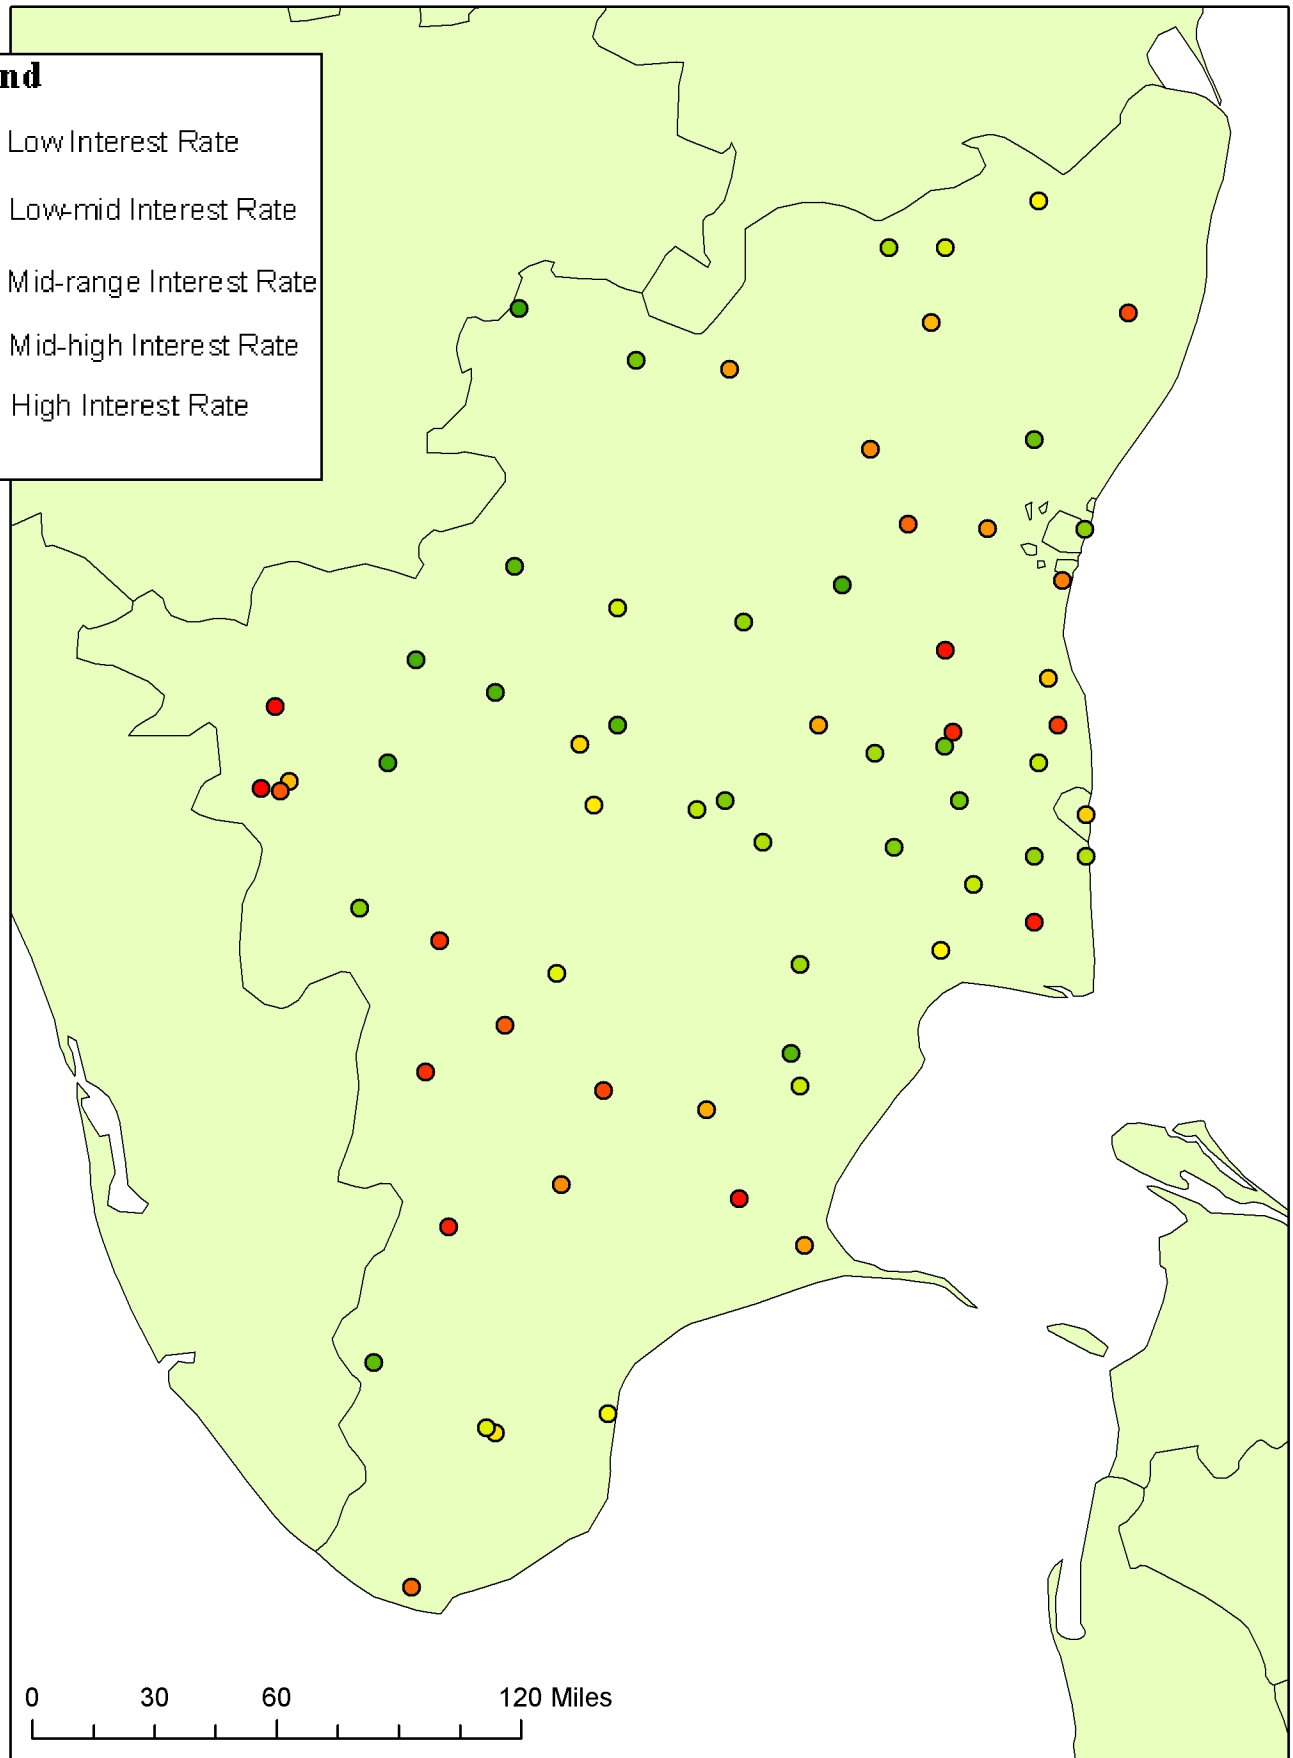 nd
Low Interest Rate
Low-mid Interest Rate
Mid-range Interest Rate
Mid-high Interest Rate
High Interest Rate
0 30 60 120 Miles